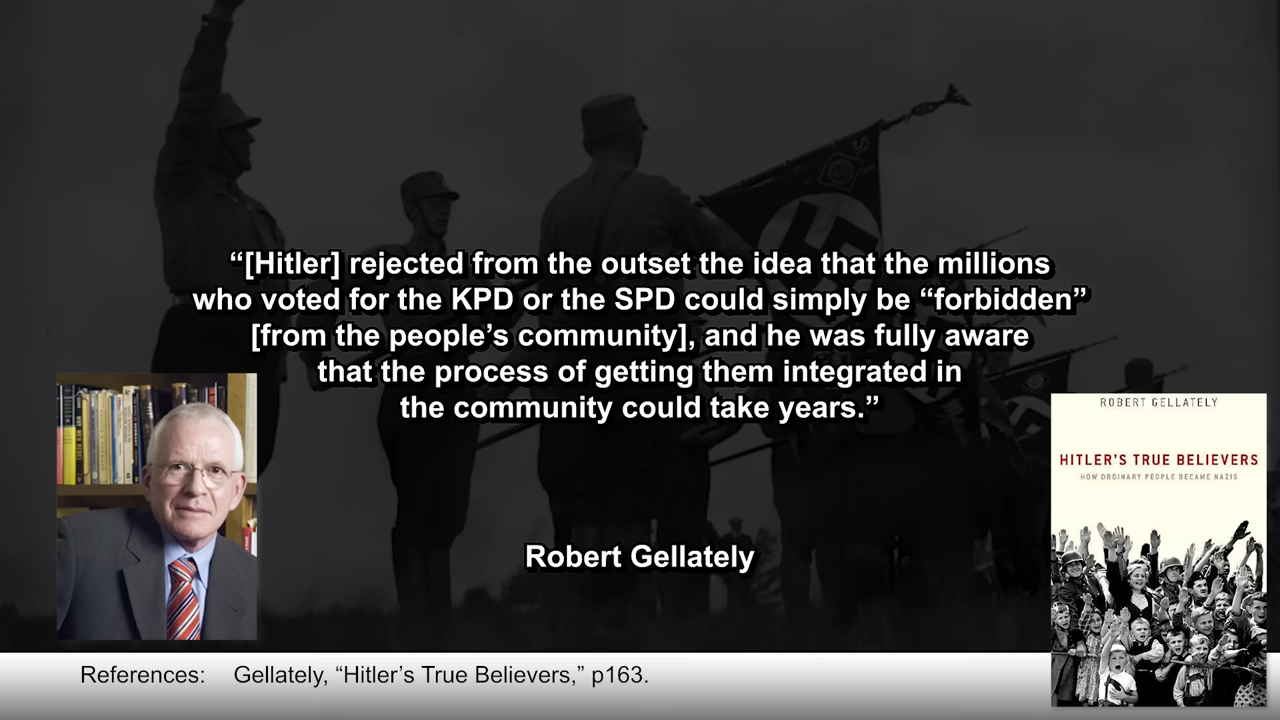 “[Hitler] rejected from the outset the idea that the millions
who voted for the KPD or the SPD could simply be “forbidden”
[from the people’s community], and he was fully aware
that the process of getting them integrated in
the community could take years.”
Robert Gellately
ROBERT GELLATELY
HITLER'S TRUE BELIEVERS
HOW ORDINARY PEOPLE BECAME NAZIS
References: Gellately, “Hitler’s True Believers,” p163.